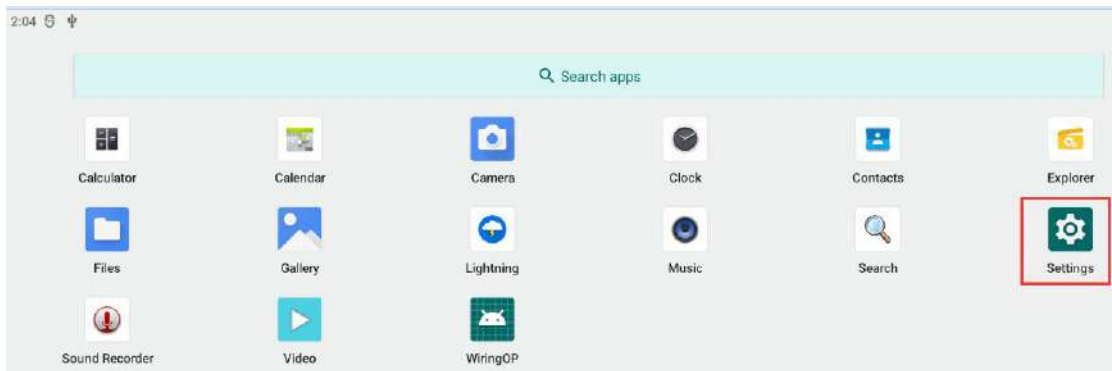 2:04
Search apps
Calculator Calendar Camera Clock Contacts Explorer
Files Gallery Lightning Music Search Settings
Sound Recorder Video WiringOP